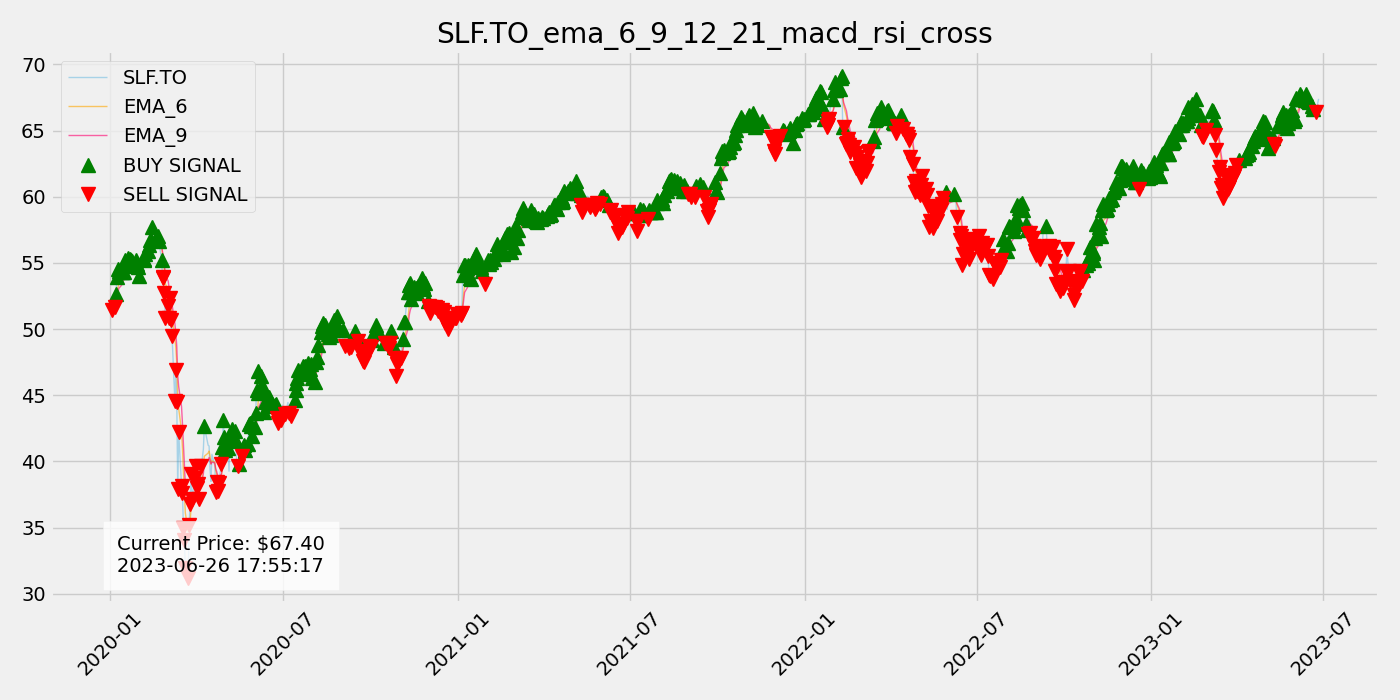 SLF.TO_ema_6_9_12_21_macd_rsi_cross
SLF.TO
EMA_6
EMA_9
BUY SIGNAL
SELL SIGNAL
70
65
60
55
50
45
40
35
30
Current Price: $67.40
2023-06-26 17:55:17
2020-01
2020-07
2021-01
2021-07
2022-01
2022-07
2023-01
2023-07